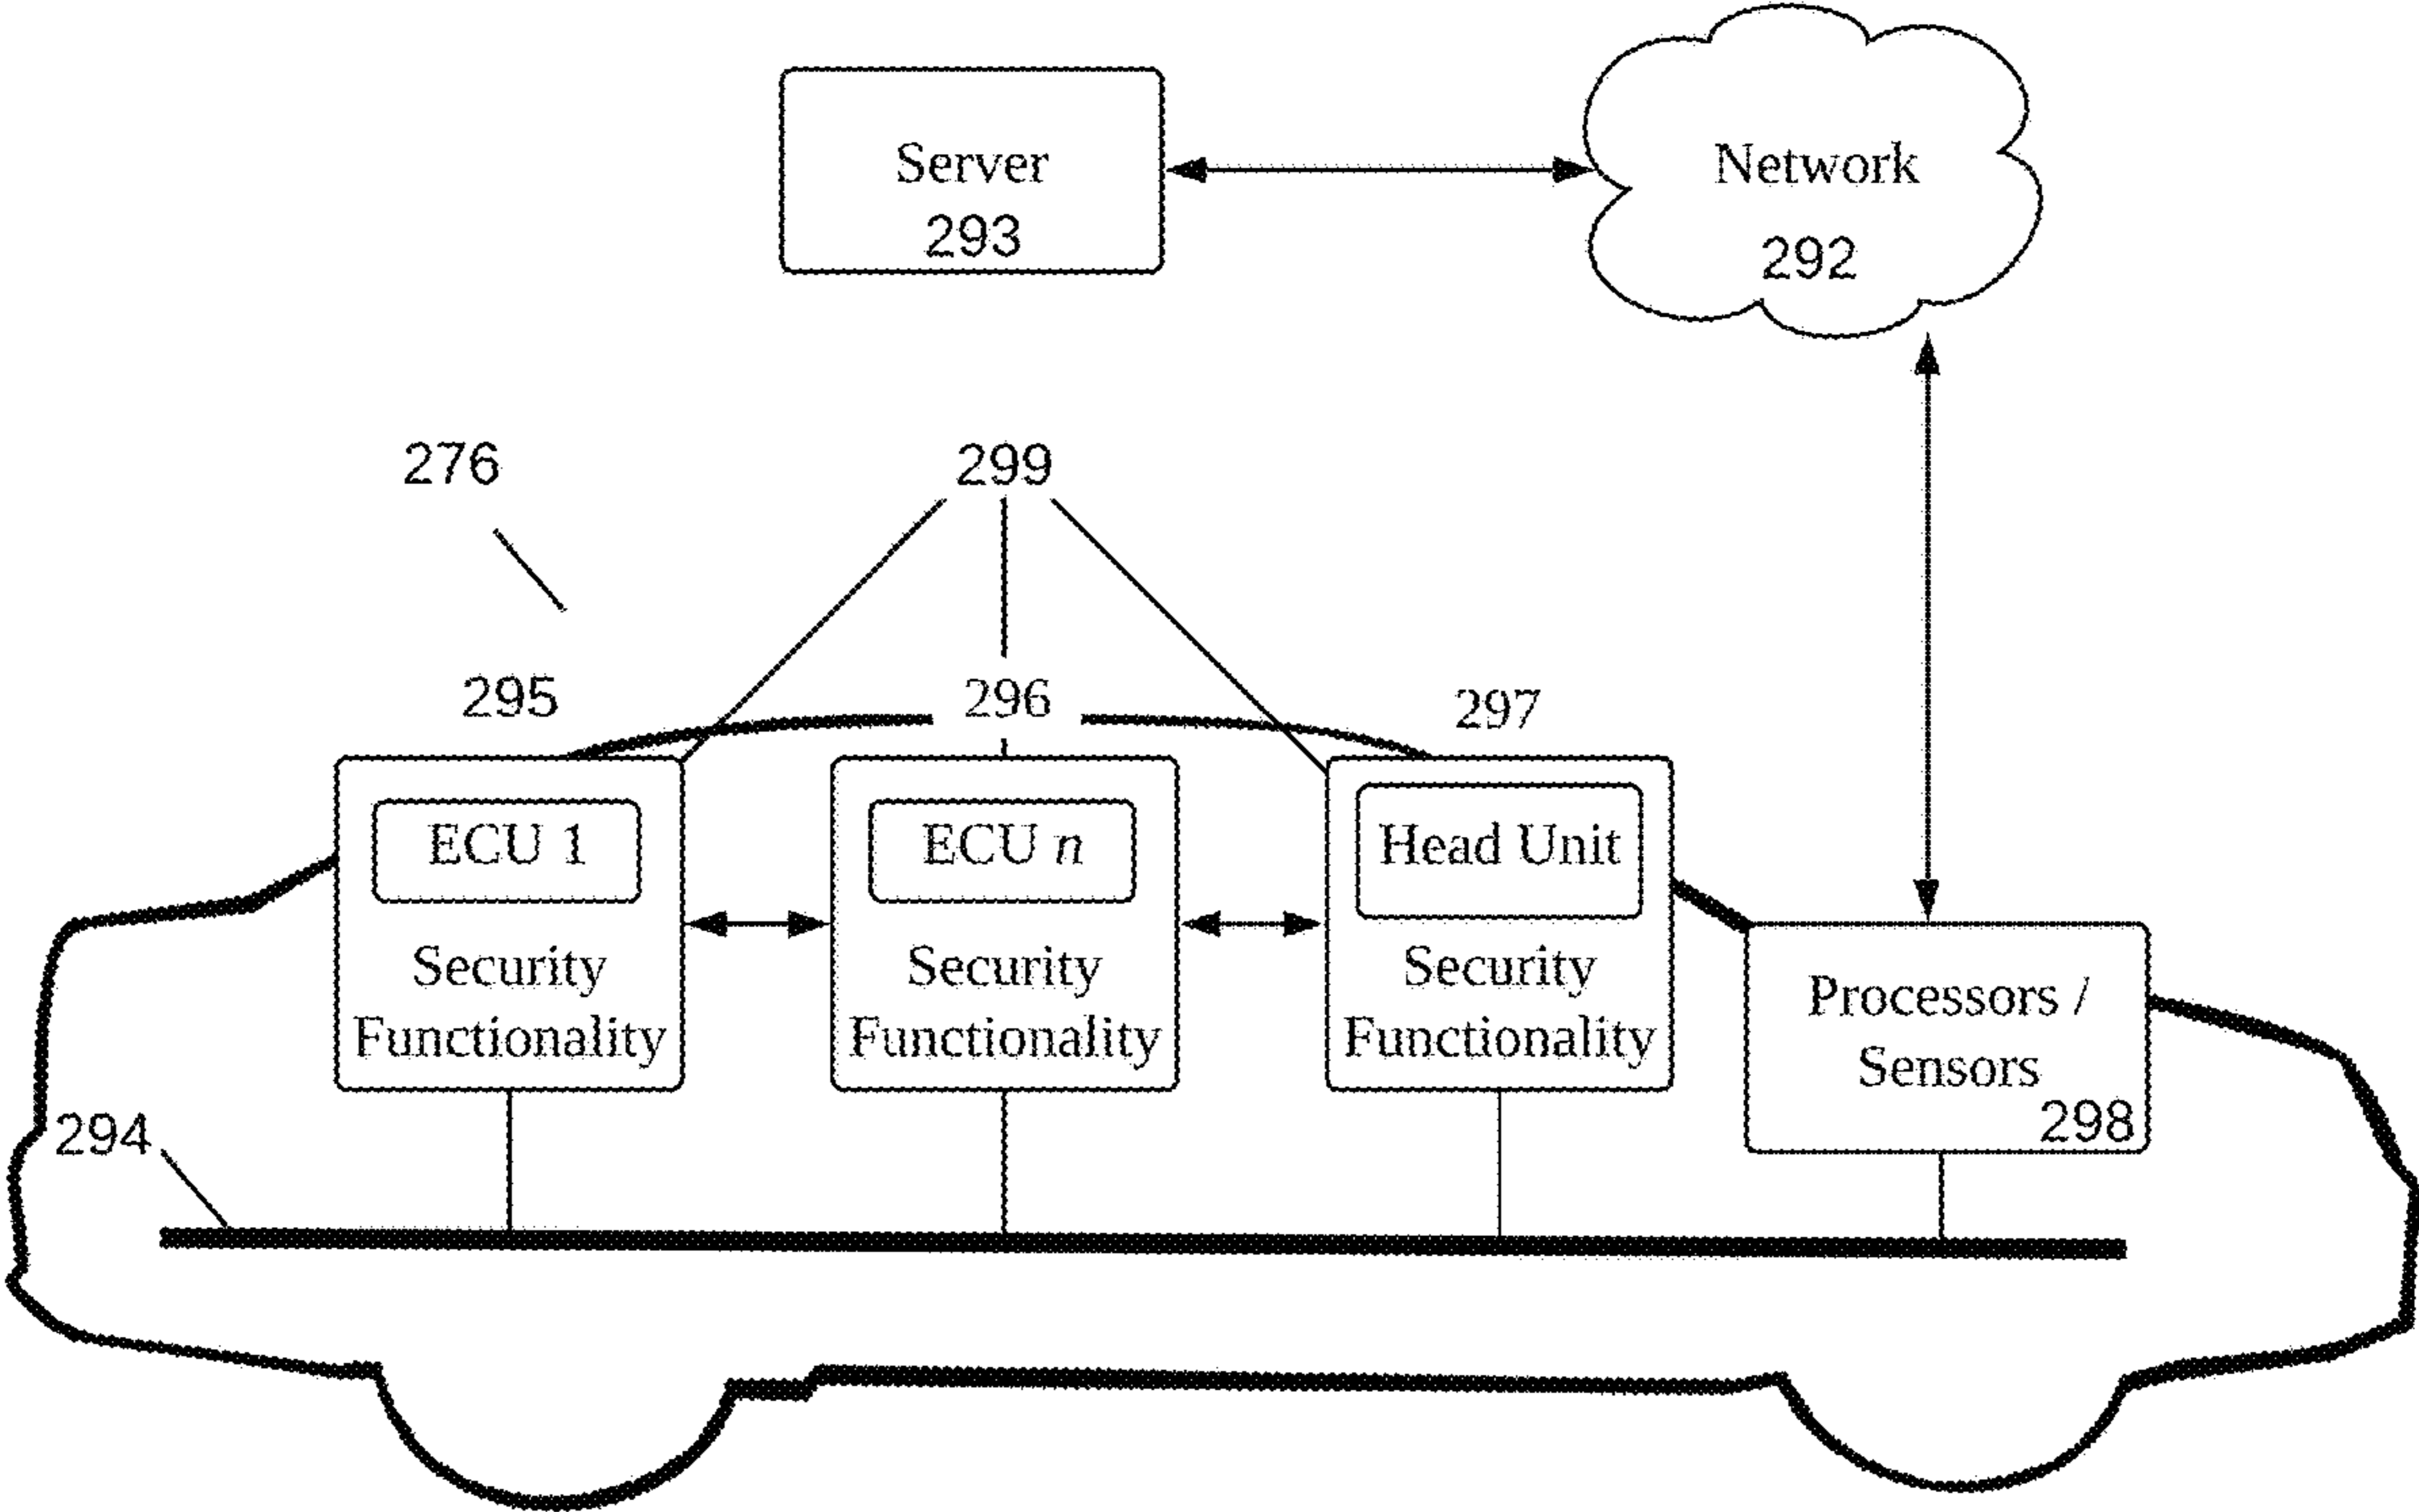 Server
293
Network
292
276
299
295
296
297
ECU 1
Security
Functionality
ECU n
Security
Functionality
Head Unit
Security
Functionality
Processors /
Sensors
298
294